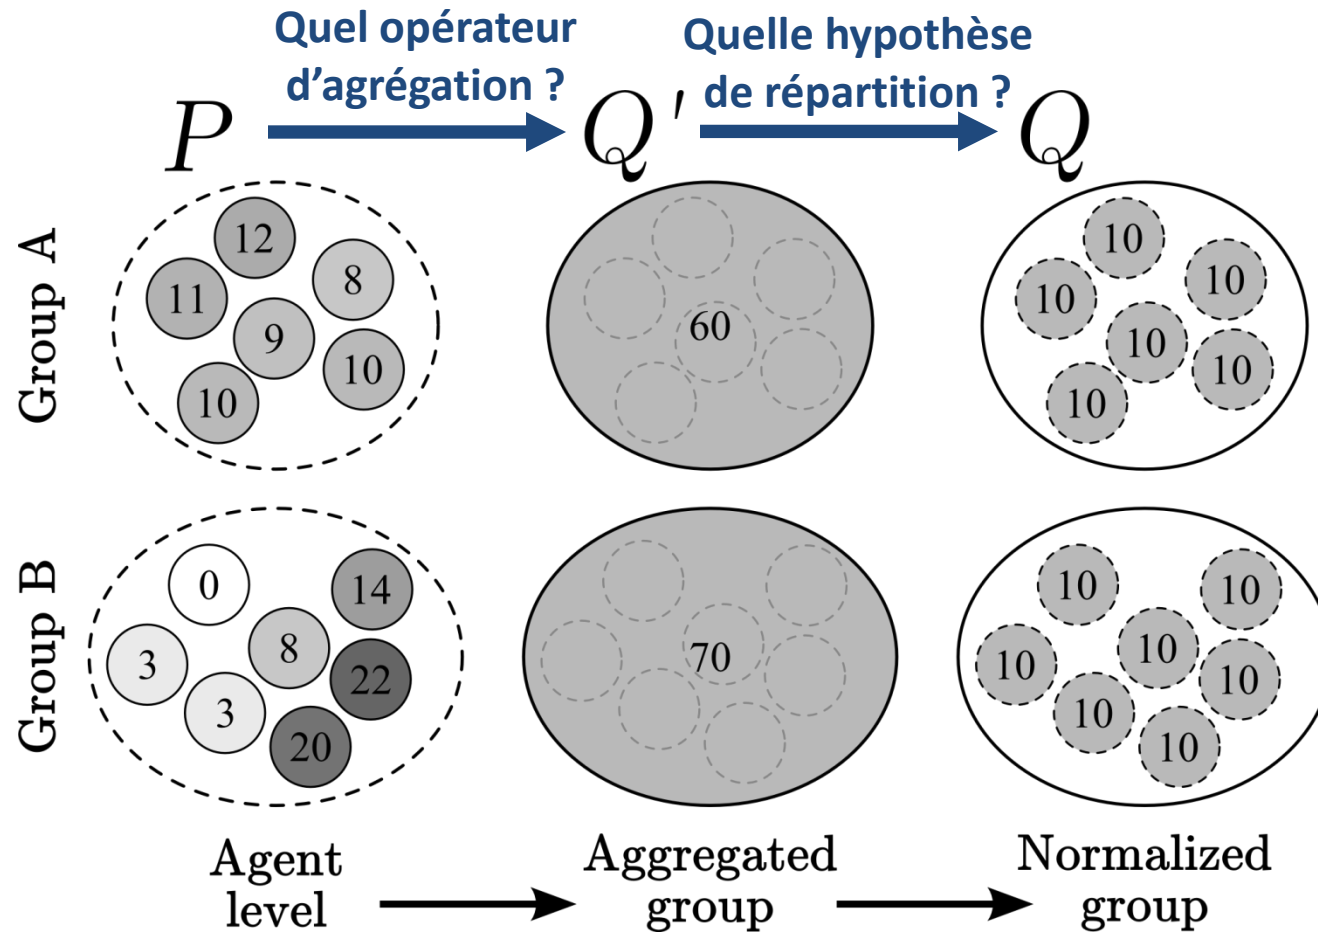 Quel opérateur
d’agrégation ?
Quelle hypothèse
de répartition ?
P
Q'
Q
Group A
12
8
11
9
10
10
60
10
10
10
10
10
10
Group B
0
14
3
8
22
3
20
70
10
10
10
10
10
10
10
Agent
level
Aggregated
group
Normalized
group